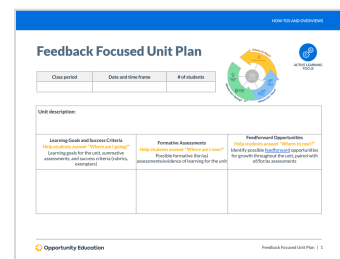 HOW-TOS AND OVERVIEWS
Feedback Focused Unit Plan
ACTIVE LEARNING
FOCUS
Class period
Date and time frame
# of students
Unit description:
Learning Goals and Success Criteria
Help students answer "Where am I going?"
Learning goals for the unit, summative
assessments, and success criteria (rubrics,
exemplars)
Formative Assessments
Help students answer "Where am I now?"
Possible formative (for/as)
assessments/evidence of learning for the unit
Feedforward Opportunities
Help students answer "Where to next?"
Identify possible feedforward opportunities
for growth throughout the unit, paired with
of/for/as assessments
Opportunity Education
Feedback Focused Unit Plan | 1